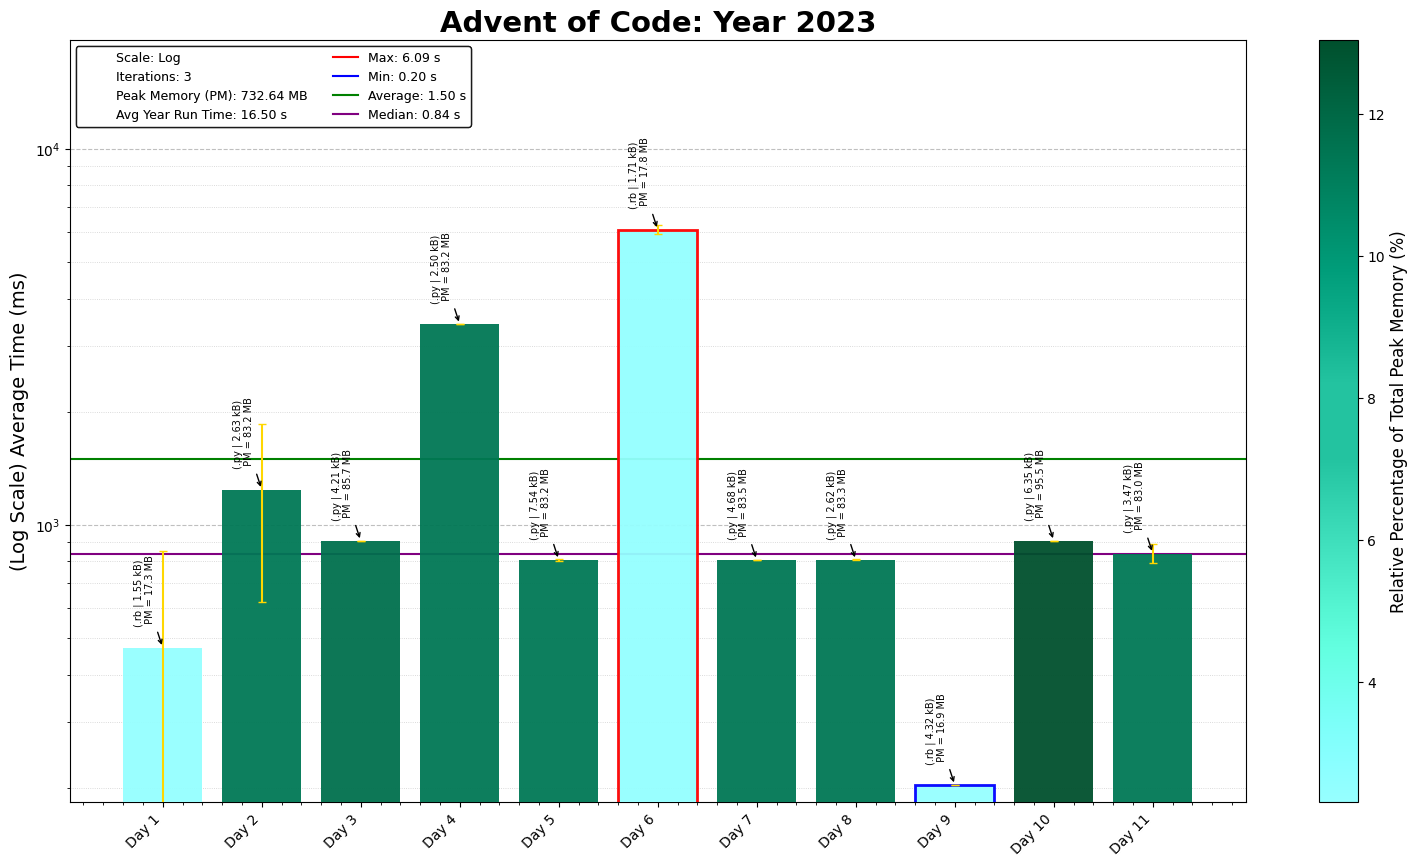 Advent of Code: Year 2023
Scale: Log
Iterations: 3
Peak Memory (PM): 732.64 MB
Avg Year Run Time: 16.50 s
Max: 6.09 s
Min: 0.20 s
Average: 1.50 s
Median: 0.84 s
(Log Scale) Average Time (ms)
10^4
10^3
(.rb | 1.55 kB)
PM = 17.3 MB
(.py | 2.63 kB)
PM = 83.2 MB
(.py | 4.21 kB)
PM = 85.7 MB
(.py | 2.50 kB)
PM = 83.2 MB
(.py | 7.54 kB)
PM = 83.2 MB
(.rb | 1.71 kB)
PM = 17.8 MB
(.py | 4.68 kB)
PM = 83.5 MB
(.py | 2.62 kB)
PM = 83.3 MB
(.rb | 4.32 kB)
PM = 16.9 MB
(.py | 6.35 kB)
PM = 95.5 MB
(.py | 3.47 kB)
PM = 83.0 MB
Day 1
Day 2
Day 3
Day 4
Day 5
Day 6
Day 7
Day 8
Day 9
Day 10
Day 11
12
10
8
6
4
Relative Percentage of Total Peak Memory (%)